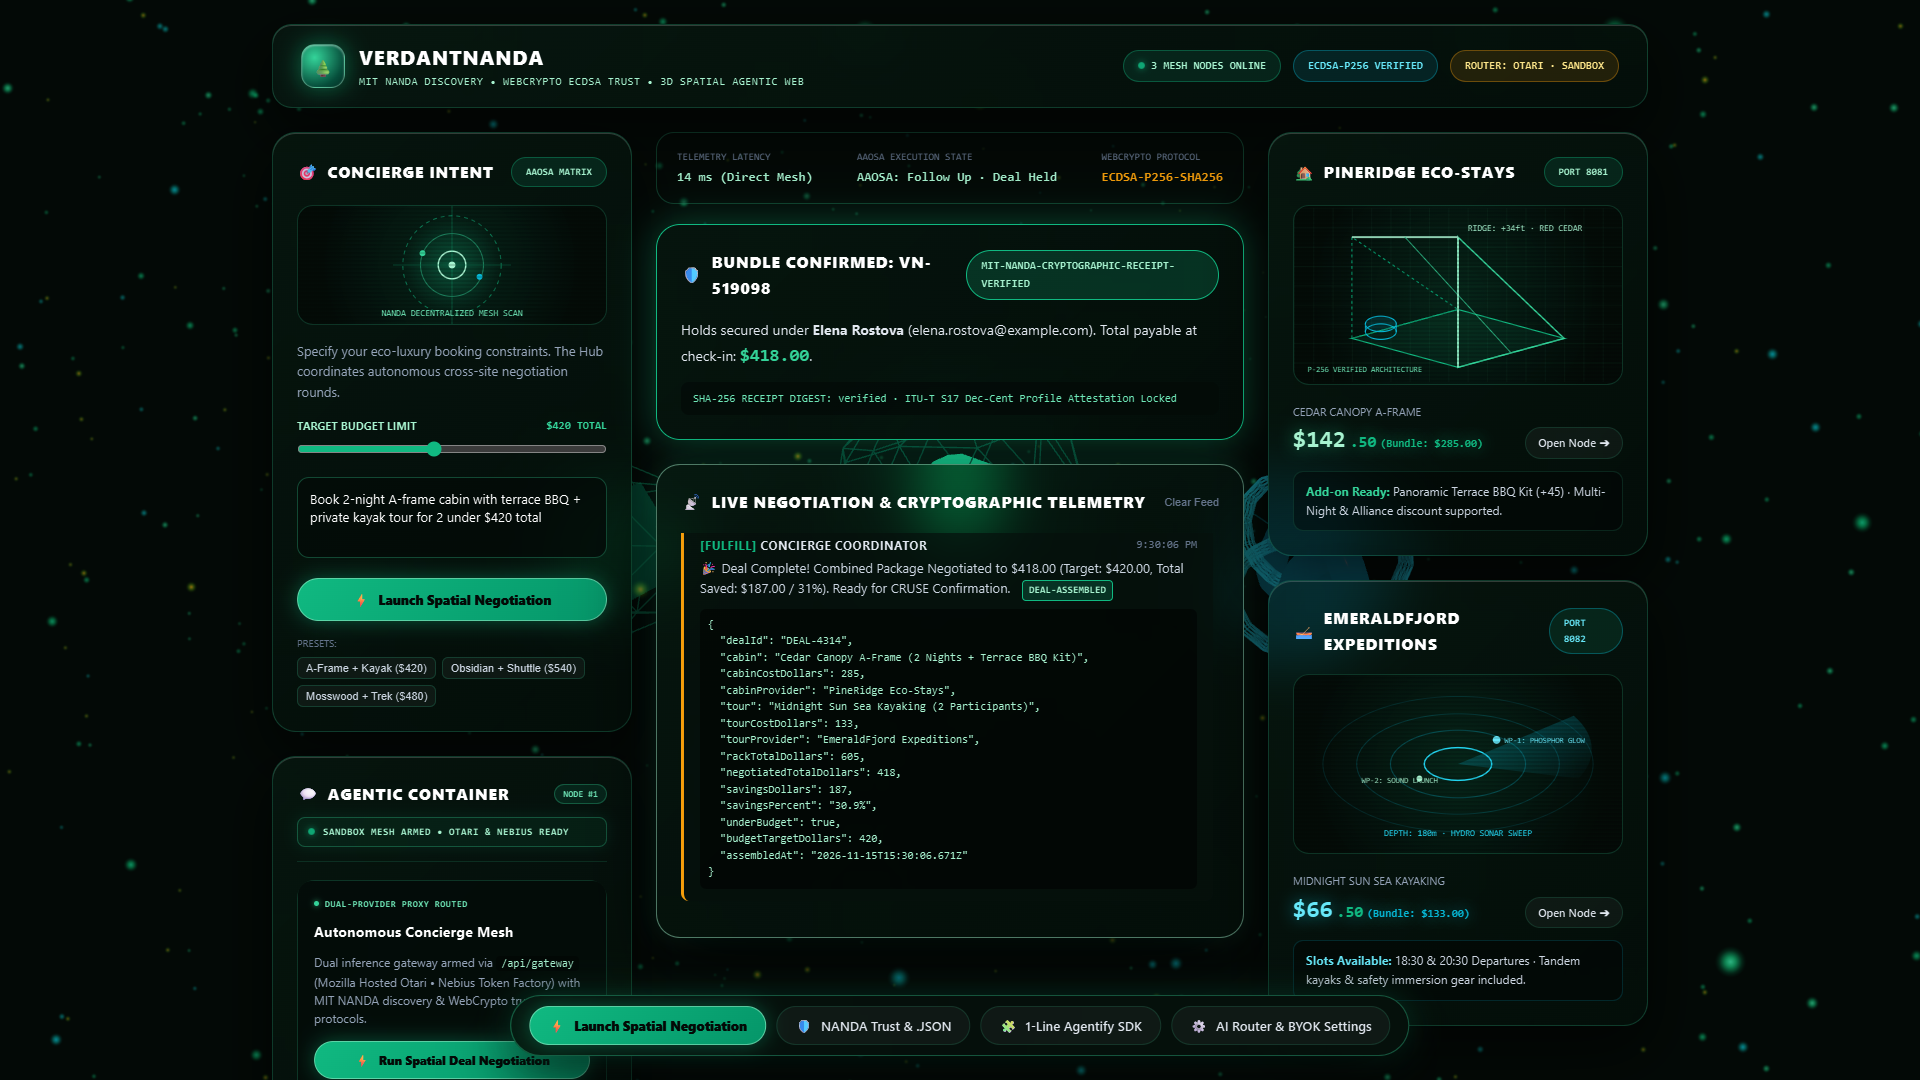 VERDANTNANDA
MIT NANDA DISCOVERY • WEBCRYPTO ECDSA TRUST • 3D SPATIAL AGENTIC WEB
3 MESH NODES ONLINE
ECDSA-P256 VERIFIED
ROUTER: OTARI · SANDBOX
CONCIERGE INTENT
AAOSA MATRIX
NANDA DECENTRALIZED MESH SCAN
Specify your eco-luxury booking constraints. The Hub
coordinates autonomous cross-site negotiation
rounds.
TARGET BUDGET LIMIT
$420 TOTAL
Book 2-night A-frame cabin with terrace BBQ +
private kayak tour for 2 under $420 total
Launch Spatial Negotiation
PRESETS:
A-Frame + Kayak ($420)
Obsidian + Shuttle ($540)
Mosswood + Trek ($480)
AGENTIC CONTAINER
NODE #1
SANDBOX MESH ARMED • OTARI & NEBIUS READY
DUAL-PROVIDER PROXY ROUTED
Autonomous Concierge Mesh
Dual inference gateway armed via /api/gateway
(Mozilla Hosted Otari • Nebius Token Factory) with
MIT NANDA discovery & WebCrypto
protocols.
Run Spatial Deal Negotiation
TELEMETRY LATENCY
14 ms (Direct Mesh)
AAOSA EXECUTION STATE
AAOSA: Follow Up · Deal Held
WEBCRYPTO PROTOCOL
ECDSA-P256-SHA256
BUNDLE CONFIRMED: VN-
519098
MIT-NANDA-CRYPTOGRAPHIC-RECEIPT-
VERIFIED
Holds secured under Elena Rostova (elena.rostova@example.com). Total payable at
check-in: $418.00.
SHA-256 RECEIPT DIGEST: verified · ITU-T S17 Dec-Cent Profile Attestation Locked
LIVE NEGOTIATION & CRYPTOGRAPHIC TELEMETRY
Clear Feed
[FULFILL] CONCIERGE COORDINATOR
9:30:06 PM
Deal Complete! Combined Package Negotiated to $418.00 (Target: $420.00, Total
Saved: $187.00 / 31%). Ready for CRUSE Confirmation.
DEAL-ASSEMBLED
{
"dealId": "DEAL-4314",
"cabin": "Cedar Canopy A-Frame (2 Nights + Terrace BBQ Kit)",
"cabinCostDollars": 285,
"cabinProvider": "PineRidge Eco-Stays",
"tour": "Midnight Sun Sea Kayaking (2 Participants)",
"tourCostDollars": 133,
"tourProvider": "EmeraldFjord Expeditions",
"rackTotalDollars": 605,
"negotiatedTotalDollars": 418,
"savingsDollars": 187,
"savingsPercent": "30.9%",
"underBudget": true,
"budgetTargetDollars": 420,
"assembledAt": "2026-11-15T15:30:06.671Z"
}
PINERIDGE ECO-STAYS
PORT 8081
RIDGE: +34ft · RED CEDAR
P-256 VERIFIED ARCHITECTURE
CEDAR CANOPY A-FRAME
$142.50 (Bundle: $285.00)
Open Node ➔
Add-on Ready: Panoramic Terrace BBQ Kit (+45) · Multi-
Night & Alliance discount supported.
EMERALDFJORD
EXPEDITIONS
PORT
8082
WP-1: PHOSPHOR GLOW
WP-2: SOUND LAUNCH
DEPTH: 180m · HYDRO SONAR SWEEP
MIDNIGHT SUN SEA KAYAKING
$66.50 (Bundle: $133.00)
Open Node ➔
Slots Available: 18:30 & 20:30 Departures · Tandem
kayaks & safety immersion gear included.
Launch Spatial Negotiation
NANDA Trust & .JSON
1-Line Agentify SDK
AI Router & BYOK Settings